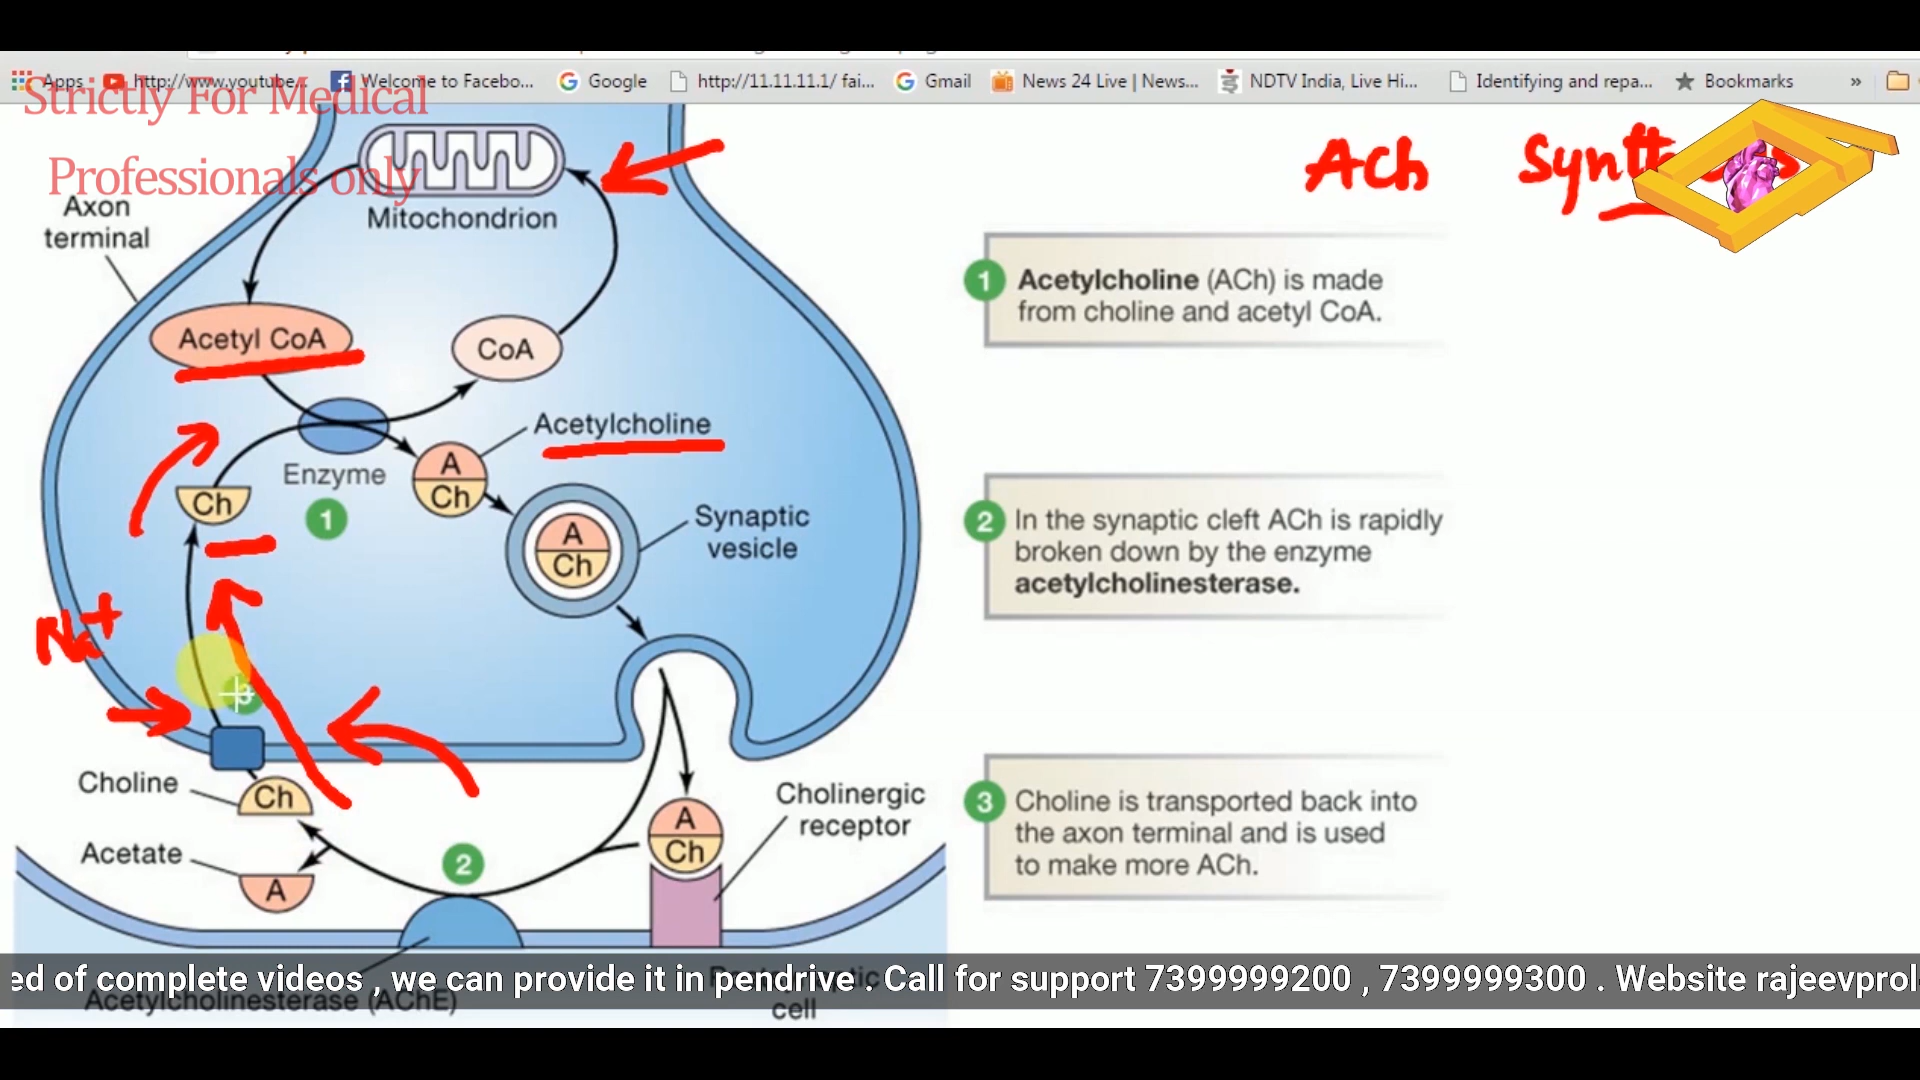 Apps http://www.youtube... Welcome to Facebo... Google http://11.11.11.1/ fai... Gmail News 24 Live | News... NDTV India, Live Hi... Identifying and repa... Bookmarks »
Strictly For Medical
Professionals only
ACh
Axon
terminal
Mitochondrion
Acetyl CoA
CoA
Acetylcholine
Enzyme
1
A
Ch
Ch
A
Ch
Synaptic
vesicle
Na+
Choline
Ch
Acetate
A
2
A
Ch
Cholinergic
receptor
Acetylcholinesterase (AChE)
cell
1 Acetylcholine (ACh) is made
from choline and acetyl CoA.
2 In the synaptic cleft ACh is rapidly
broken down by the enzyme
acetylcholinesterase.
3 Choline is transported back into
the axon terminal and is used
to make more ACh.
ed of complete videos , we can provide it in pendrive . Call for support 7399999200 , 7399999300 . Website rajeevprol